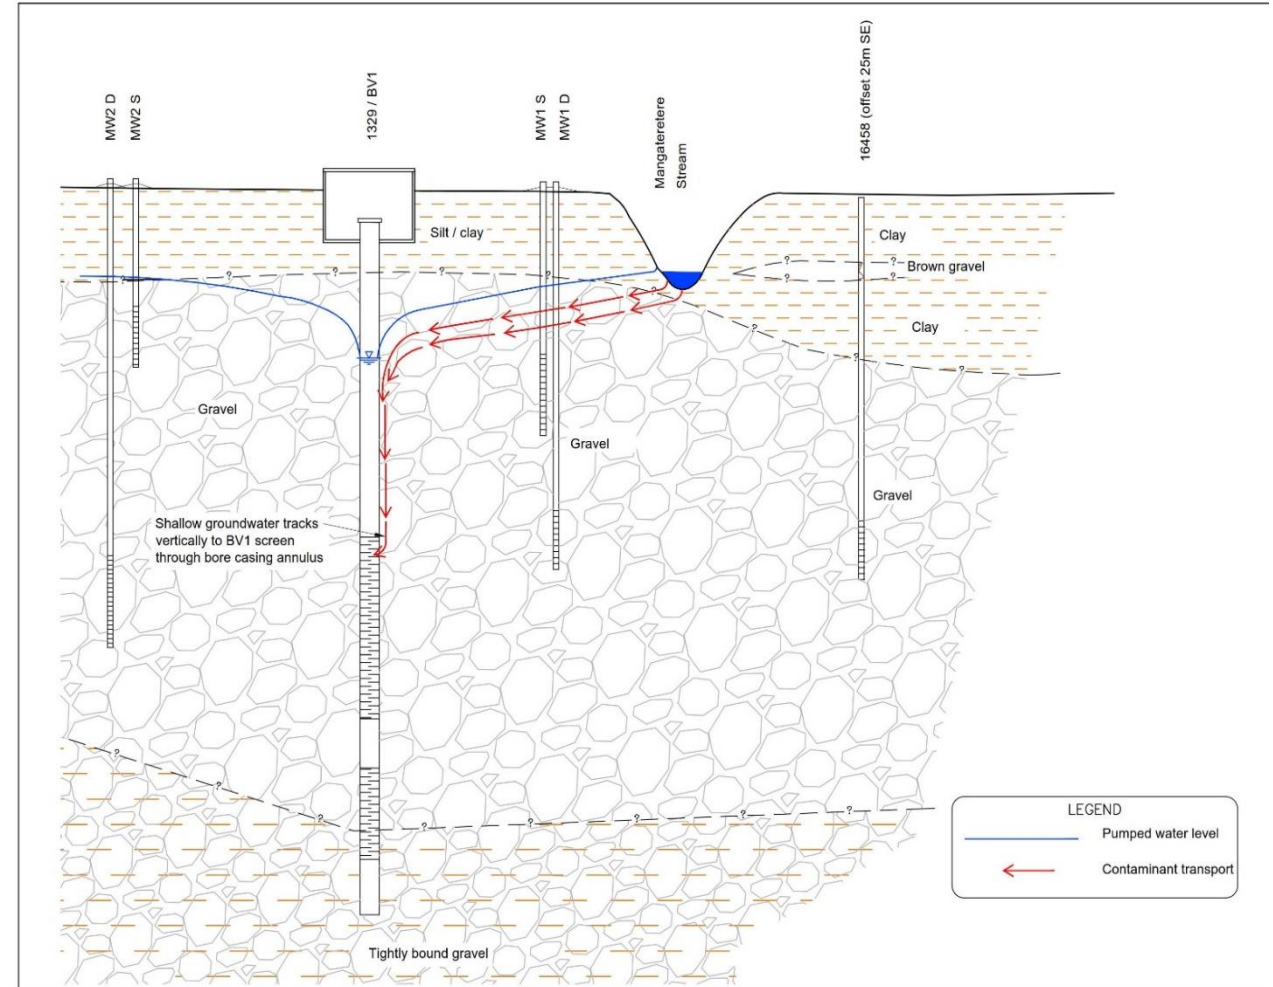 MW2 D
MW2 S
1329 / BV1
MW1 S
MW1 D
Mangateretere
Stream
16458 (offset 25m SE)
Silt / clay
Clay
Brown gravel
Clay
?
?
?
?
?
?
?
?
?
?
?
?
Gravel
Gravel
Gravel
Shallow groundwater tracks
vertically to BV1 screen
through bore casing annulus
?
?
?
?
?
?
?
?
Tightly bound gravel
LEGEND
Pumped water level
Contaminant transport